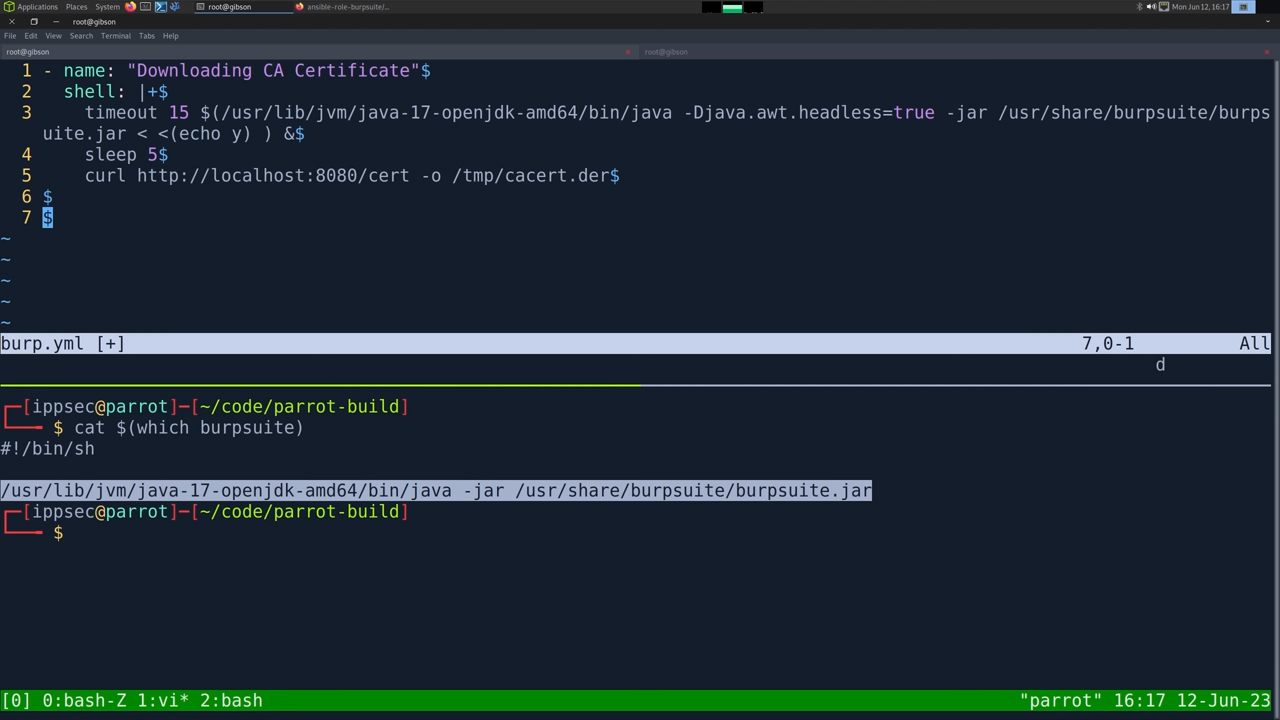 Applications Places System root@gibson ansible-role-burpsuite/... Mon Jun 12, 16:17
root@gibson
File Edit View Search Terminal Tabs Help
root@gibson × root@gibson ×
1 - name: "Downloading CA Certificate"$
2   shell: |+$
3     timeout 15 $(/usr/lib/jvm/java-17-openjdk-amd64/bin/java -Djava.awt.headless=true -jar /usr/share/burpsuite/burps
uite.jar < <(echo y) ) &$
4     sleep 5$
5     curl http://localhost:8080/cert -o /tmp/cacert.der$
6 $
7 $
~
~
~
~
~
burp.yml [+] 7,0-1 All
d
┌─[ippsec@parrot]─[~/code/parrot-build]
└──╼ $ cat $(which burpsuite)
#!/bin/sh
/usr/lib/jvm/java-17-openjdk-amd64/bin/java -jar /usr/share/burpsuite/burpsuite.jar
┌─[ippsec@parrot]─[~/code/parrot-build]
└──╼ $
[0] 0:bash-Z 1:vi* 2:bash "parrot" 16:17 12-Jun-23